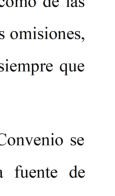 como de las
s omisiones,
siempre que
Convenio se
a fuente de